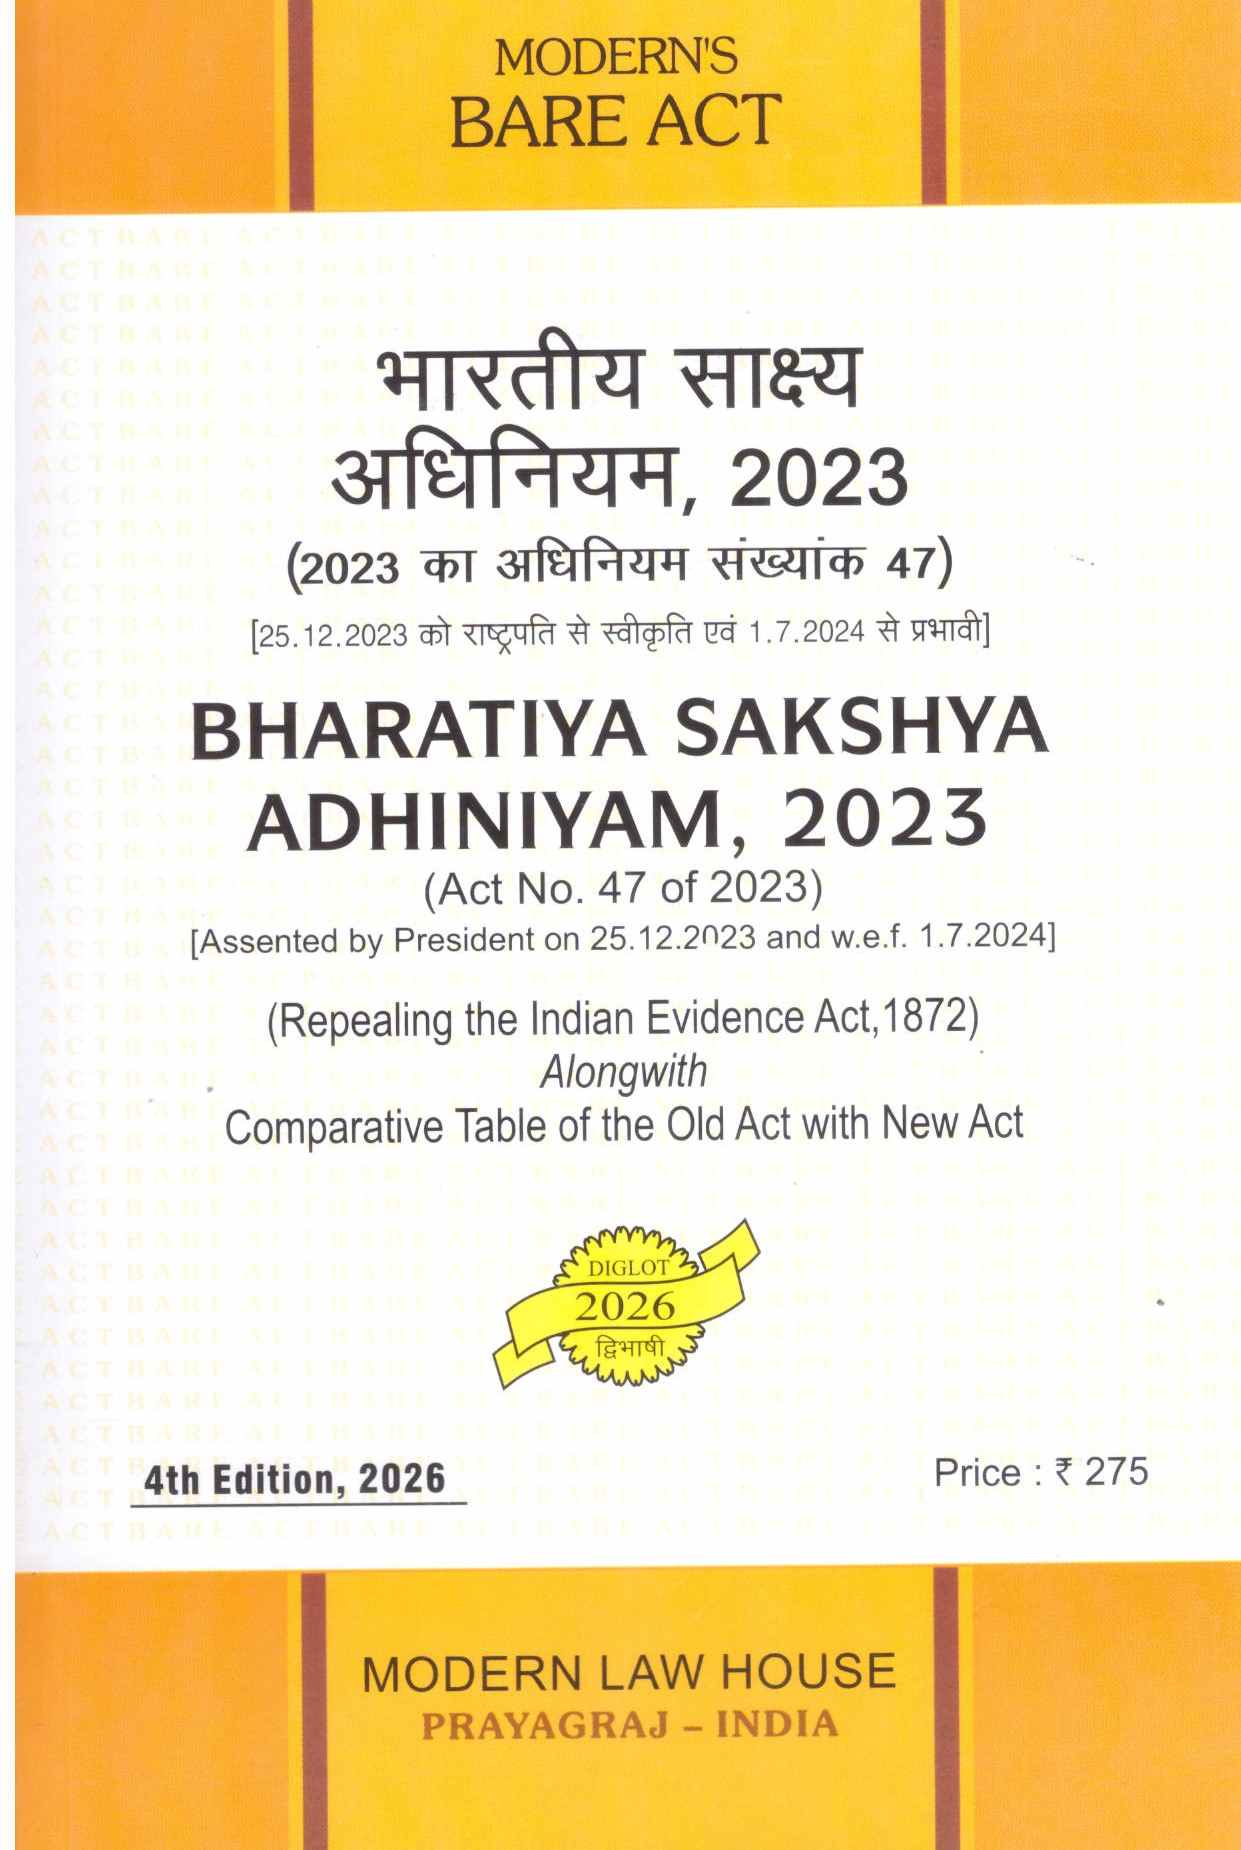 MODERN'S
BARE ACT
भारतीय साक्ष्य
अधिनियम, 2023
(2023 का अधिनियम संख्यांक 47)
[25.12.2023 को राष्ट्रपति से स्वीकृति एवं 1.7.2024 से प्रभावी]
BHARATIYA SAKSHYA
ADHINIYAM, 2023
(Act No. 47 of 2023)
[Assented by President on 25.12.2023 and w.e.f. 1.7.2024]
(Repealing the Indian Evidence Act,1872)
Alongwith
Comparative Table of the Old Act with New Act
DIGLOT
2026
द्विभाषी
4th Edition, 2026
Price : ₹ 275
MODERN LAW HOUSE
PRAYAGRAJ – INDIA